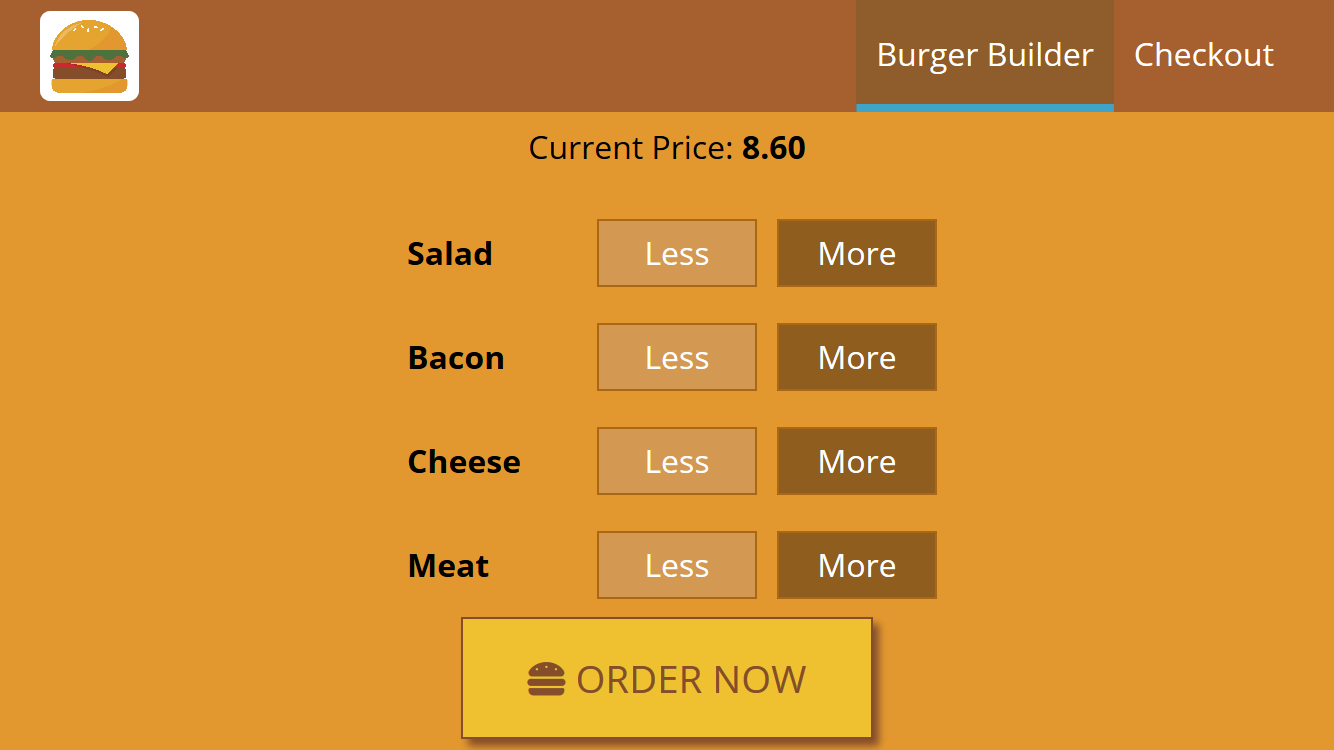 Burger Builder Checkout
Current Price: 8.60
Salad Less More
Bacon Less More
Cheese Less More
Meat Less More
ORDER NOW